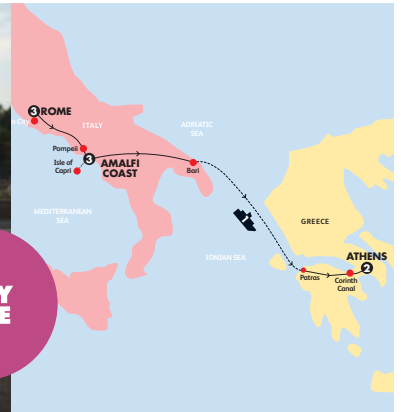 3 ROME
City
ITALY
ADRIATIC
SEA
Pompeii
3 AMALFI
COAST
Isle of
Capri
Bari
MEDITERRANEAN
SEA
GREECE
IONIAN SEA
ATHENS
2
Patras
Corinth
Canal
Y
E